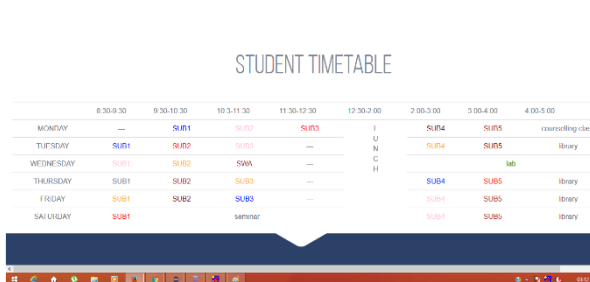 STUDENT TIMETABLE
8:30-9:30 9:30-10:30 10:3-11:30 11:30-12:30 12:30-2:00 2:00-3:00 3:00-4:00 4:00-5:00
MONDAY --- SUB1 SUB2 SUB3 L SUB4 SUB5 counselling clas
U
TUESDAY SUB1 SUB2 SUB3 --- N SUB4 SUB5 library
C
WEDNESDAY SUB1 SUB2 SWA --- H lab
THURSDAY SUB1 SUB2 SUB3 --- SUB4 SUB5 library
FRIDAY SUB1 SUB2 SUB3 --- SUB4 SUB5 library
SATURDAY SUB1 seminar SUB4 SUB5 library